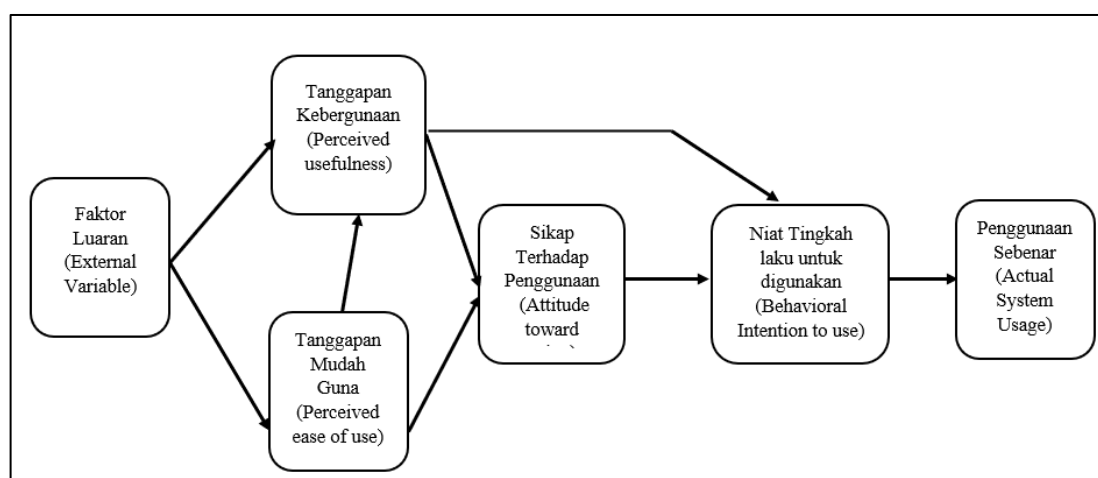 Tanggapan
Kebergunaan
(Perceived
usefulness)
Faktor
Luaran
(External
Variable)
Tanggapan
Mudah
Guna
(Perceived
ease of use)
Sikap
Terhadap
Penggunaan
(Attitude
toward
Niat Tingkah
laku untuk
digunakan
(Behavioral
Intention to use)
Penggunaan
Sebenar
(Actual
System
Usage)